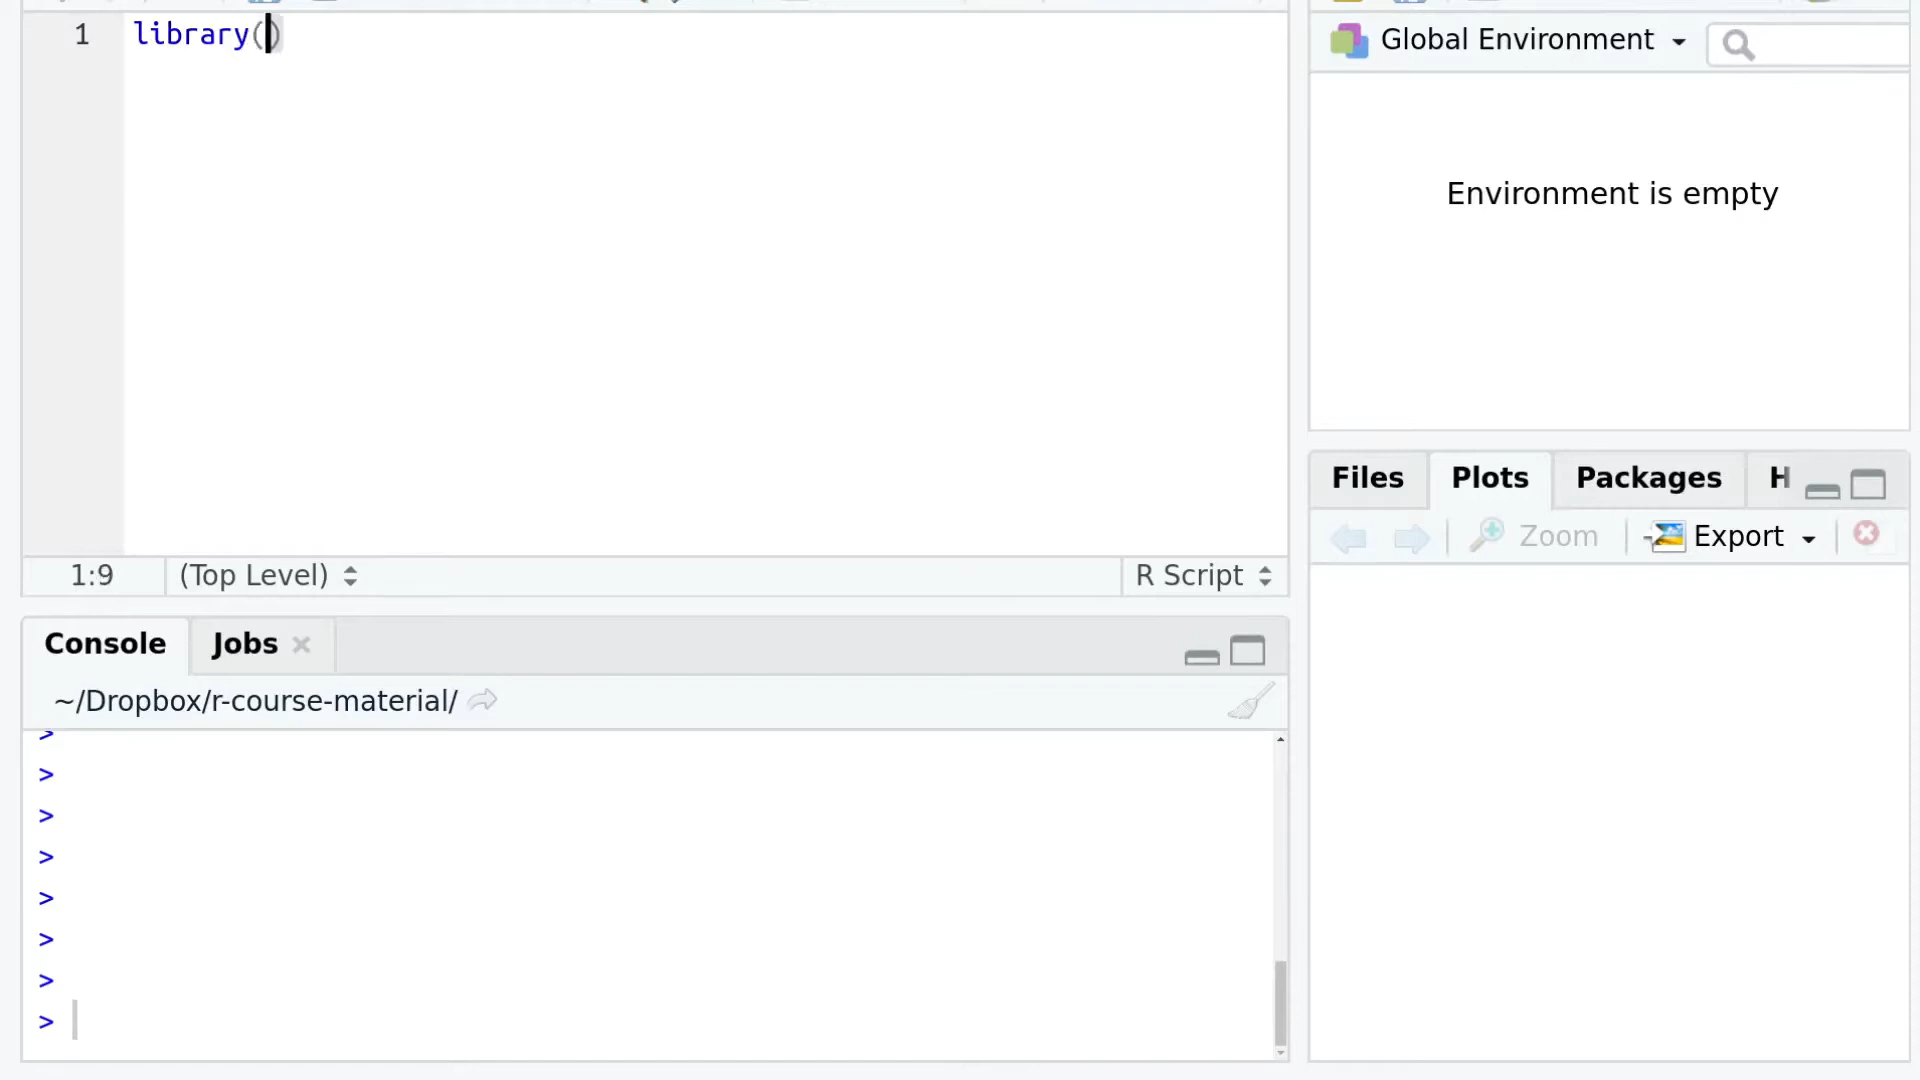 1 library()
1:9 (Top Level) R Script
Console Jobs
~/Dropbox/r-course-material/
>
>
>
>
>
>
>
>
Global Environment
Environment is empty
Files Plots Packages H
Zoom Export